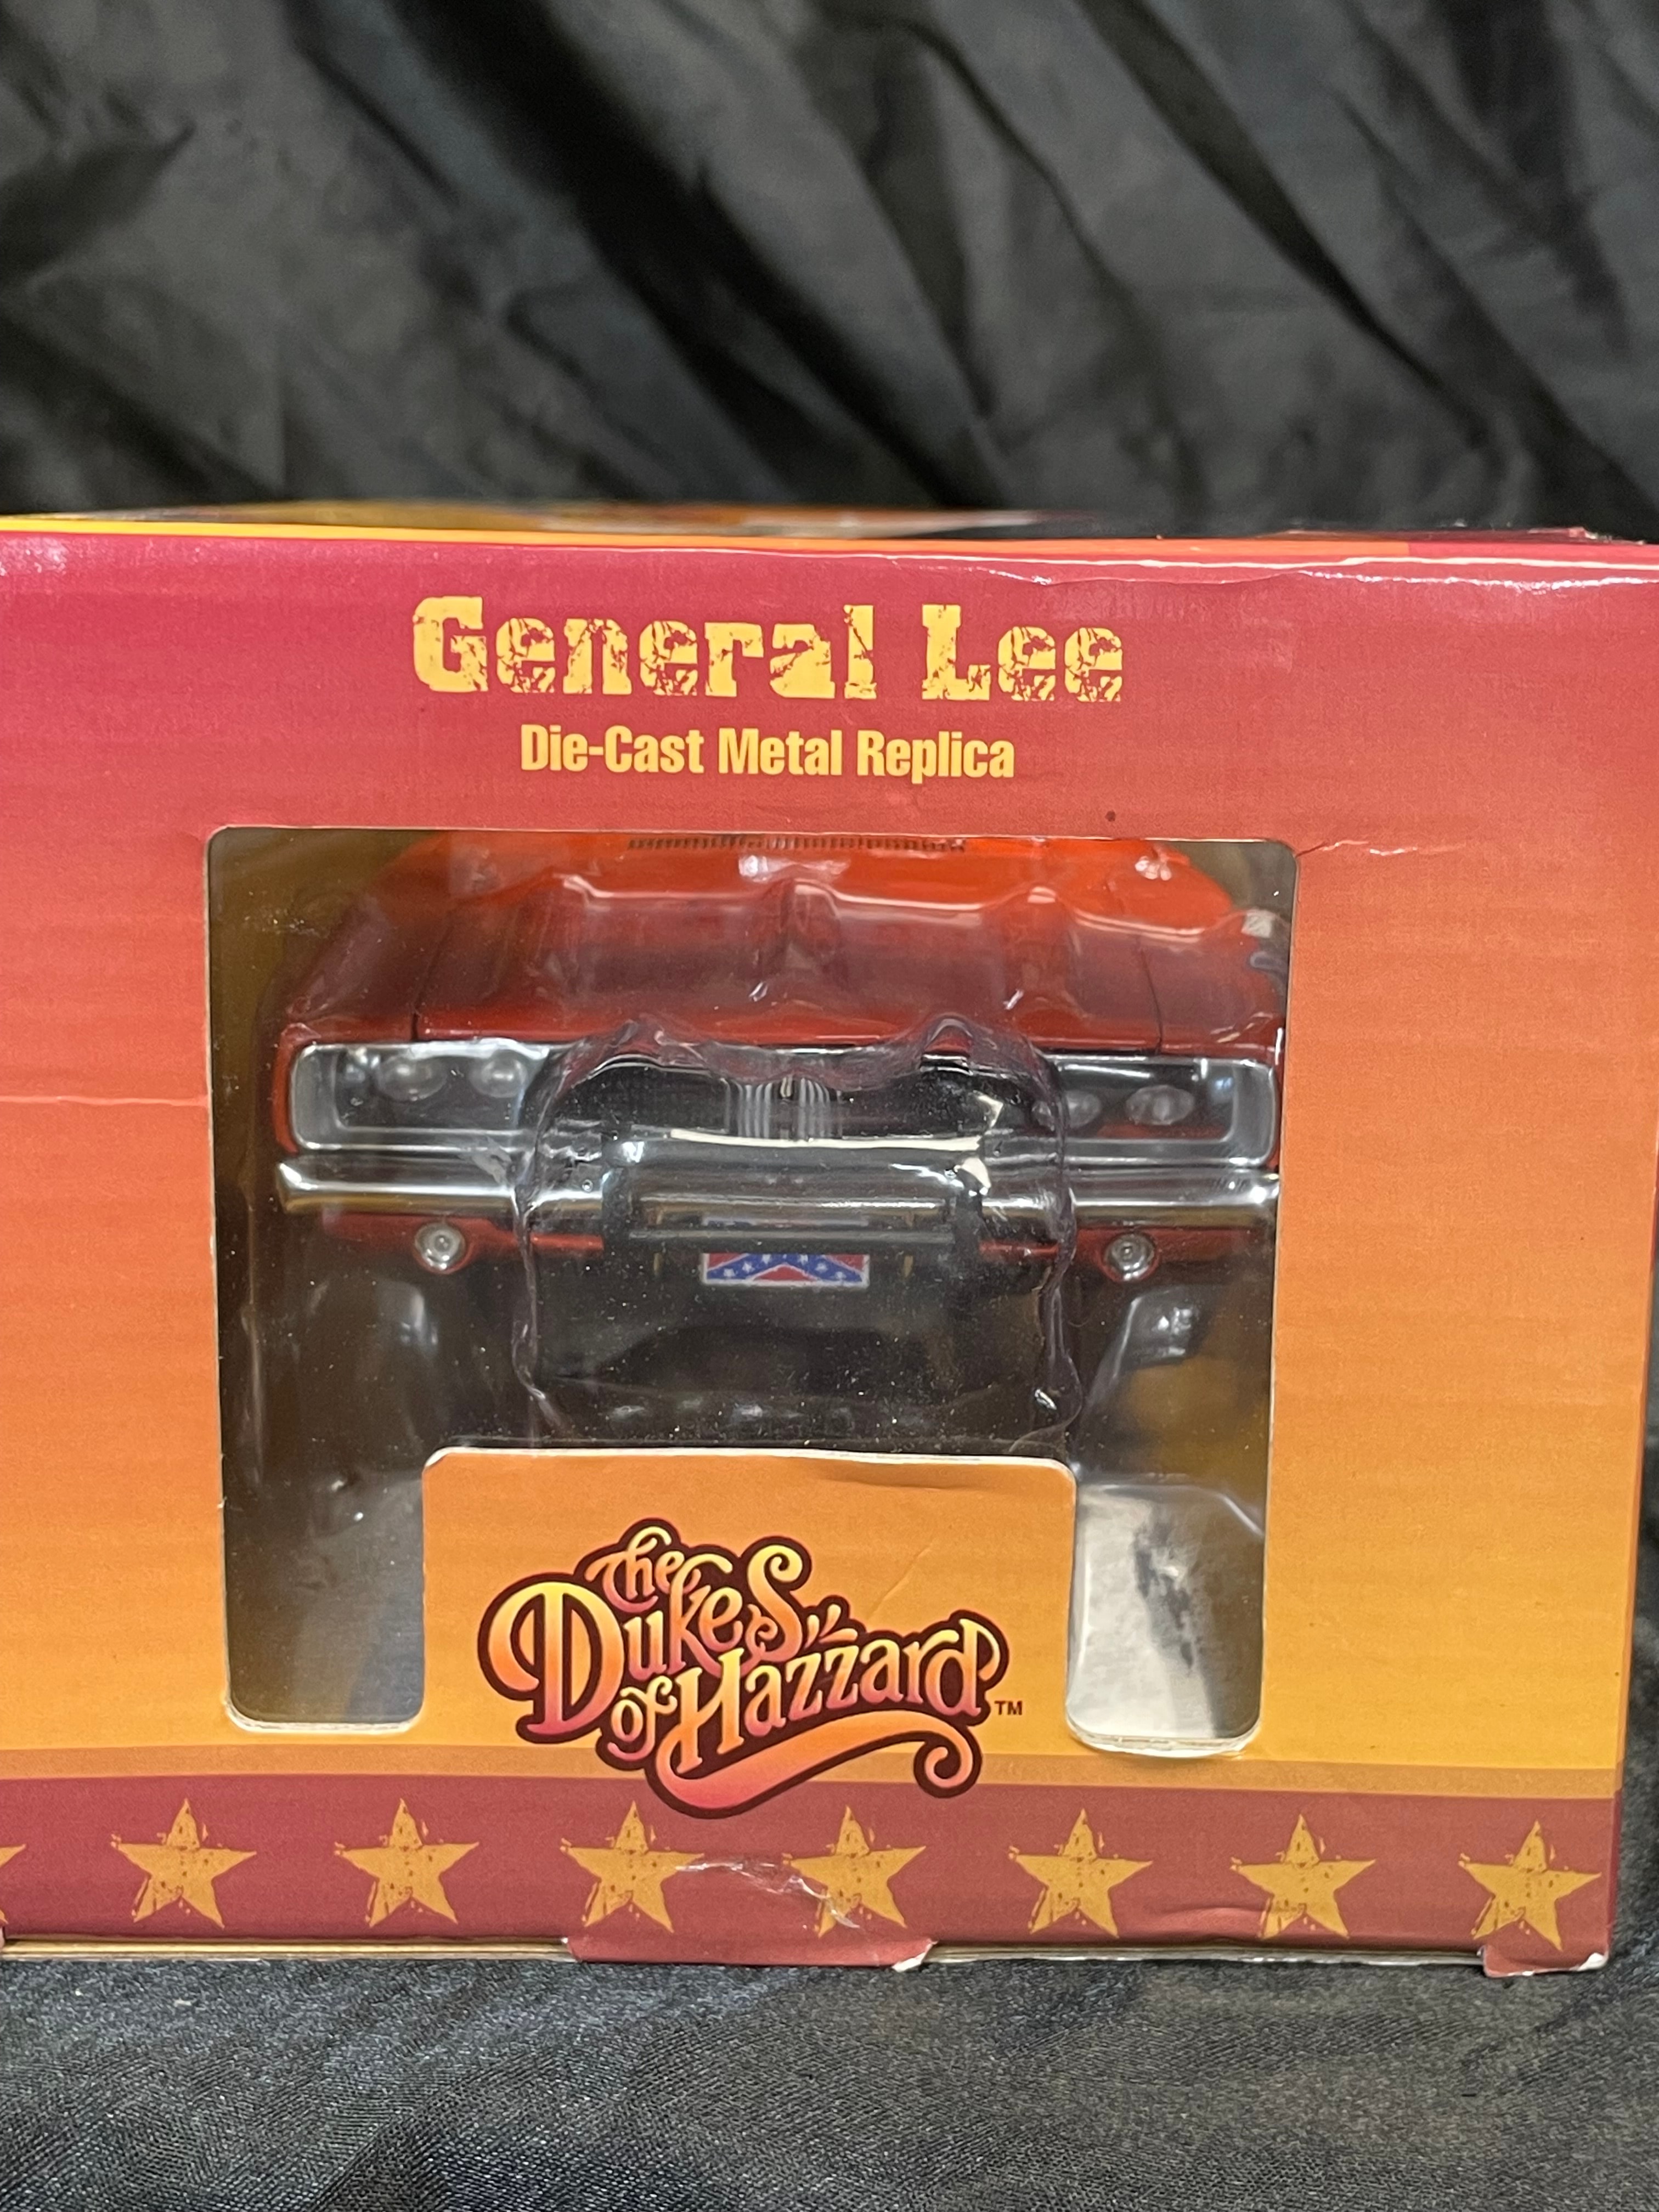 General Lee
Die-Cast Metal Replica
The
Dukes
of Hazzard™